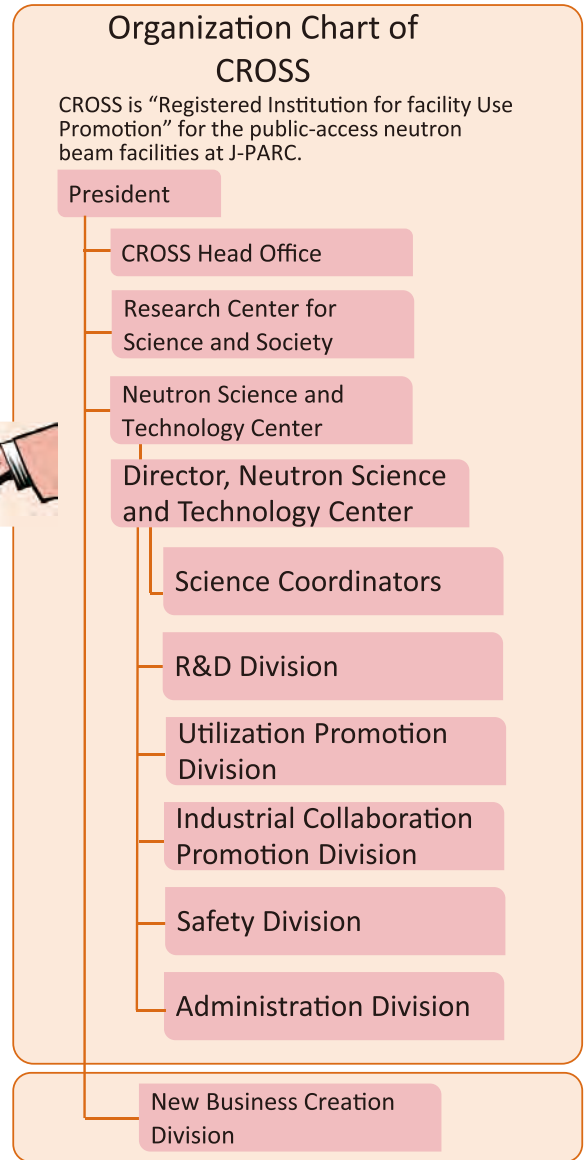 Organization Chart of
CROSS
CROSS is “Registered Institution for facility Use
Promotion” for the public-access neutron
beam facilities at J-PARC.
President
CROSS Head Office
Research Center for
Science and Society
Neutron Science and
Technology Center
Director, Neutron Science
and Technology Center
Science Coordinators
R&D Division
Utilization Promotion
Division
Industrial Collaboration
Promotion Division
Safety Division
Administration Division
New Business Creation
Division